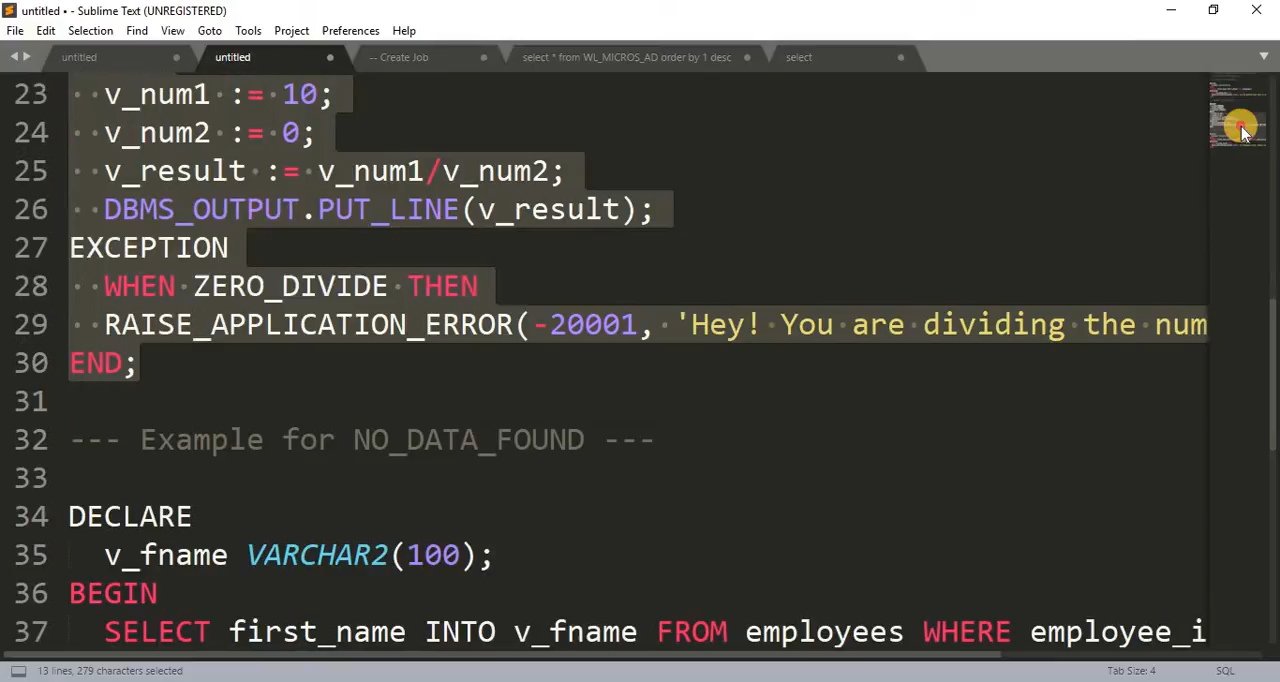 untitled • - Sublime Text (UNREGISTERED)
File Edit Selection Find View Goto Tools Project Preferences Help
untitled untitled -- Create Job select * from WL_MICROS_AD order by 1 desc select
23 v_num1 := 10;
24 v_num2 := 0;
25 v_result := v_num1/v_num2;
26 DBMS_OUTPUT.PUT_LINE(v_result);
27 EXCEPTION
28 WHEN ZERO_DIVIDE THEN
29 RAISE_APPLICATION_ERROR(-20001, 'Hey! You are dividing the num
30 END;
31
32 --- Example for NO_DATA_FOUND ---
33
34 DECLARE
35 v_fname VARCHAR2(100);
36 BEGIN
37 SELECT first_name INTO v_fname FROM employees WHERE employee_i
13 lines, 279 characters selected Tab Size: 4 SQL